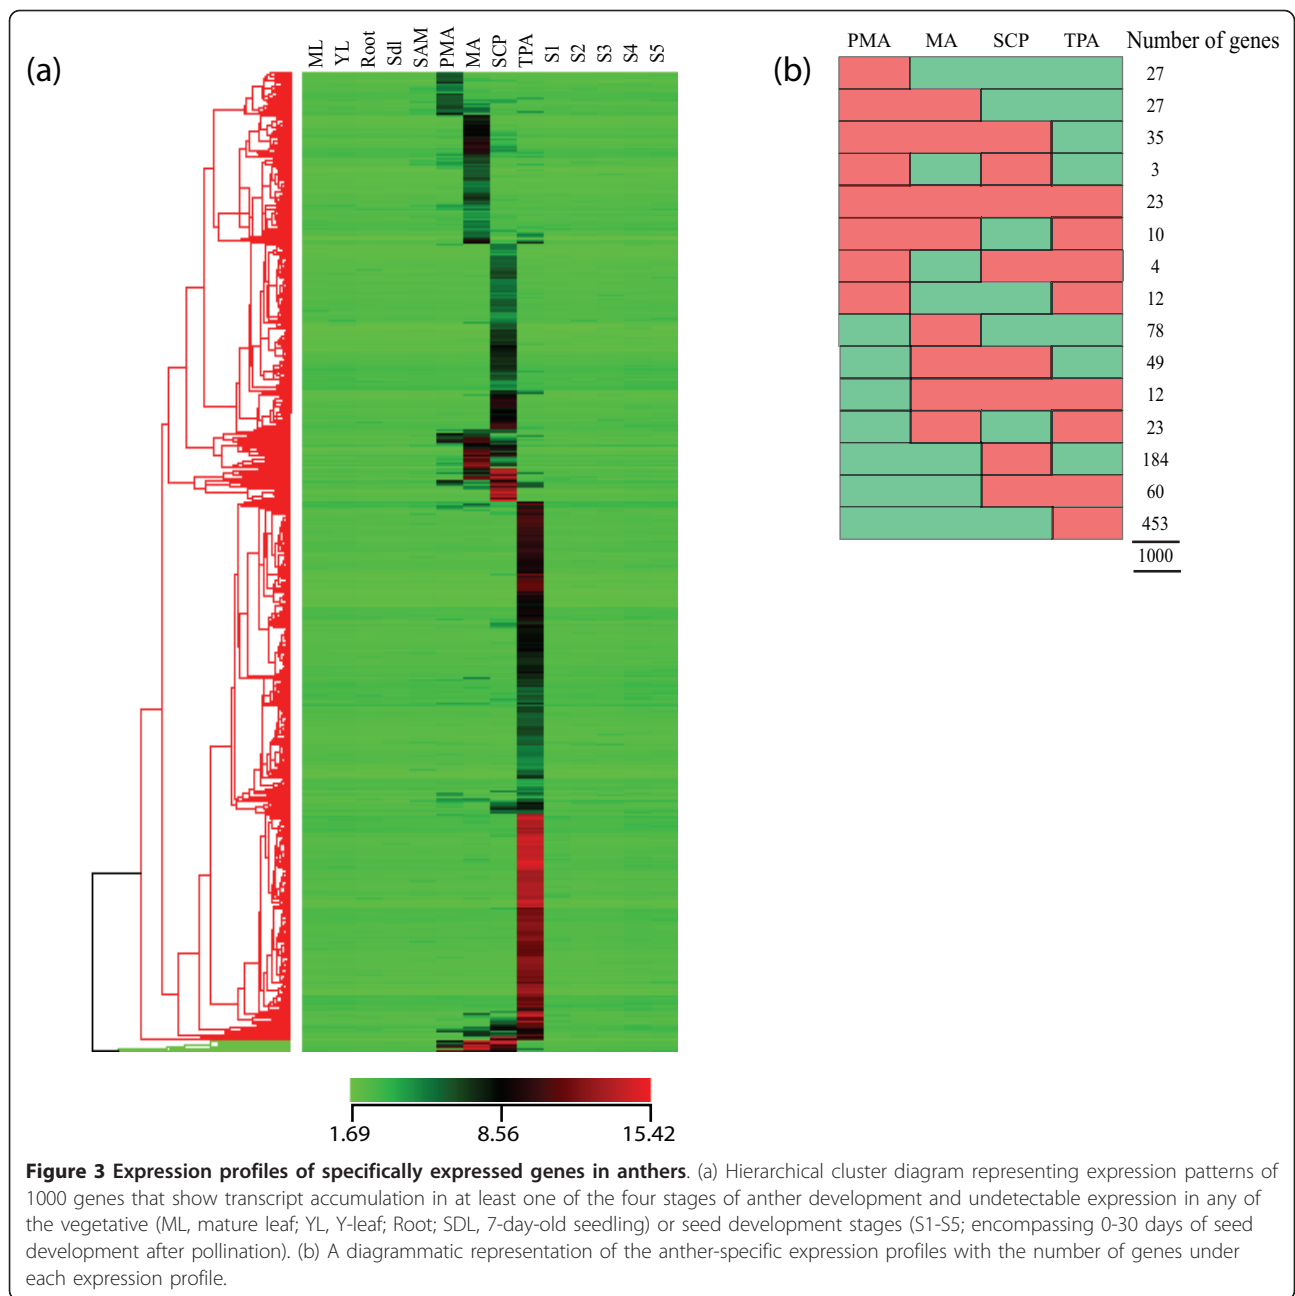 (a)
ML YL Root Sdl SAM PMA MA SCP TPA S1 S2 S3 S4 S5
1.69 8.56 15.42
(b)
PMA MA SCP TPA Number of genes
27
27
35
3
23
10
4
12
78
49
12
23
184
60
453
1000
Figure 3 Expression profiles of specifically expressed genes in anthers. (a) Hierarchical cluster diagram representing expression patterns of
1000 genes that show transcript accumulation in at least one of the four stages of anther development and undetectable expression in any of
the vegetative (ML, mature leaf; YL, Y-leaf; Root; SDL, 7-day-old seedling) or seed development stages (S1-S5; encompassing 0-30 days of seed
development after pollination). (b) A diagrammatic representation of the anther-specific expression profiles with the number of genes under
each expression profile.